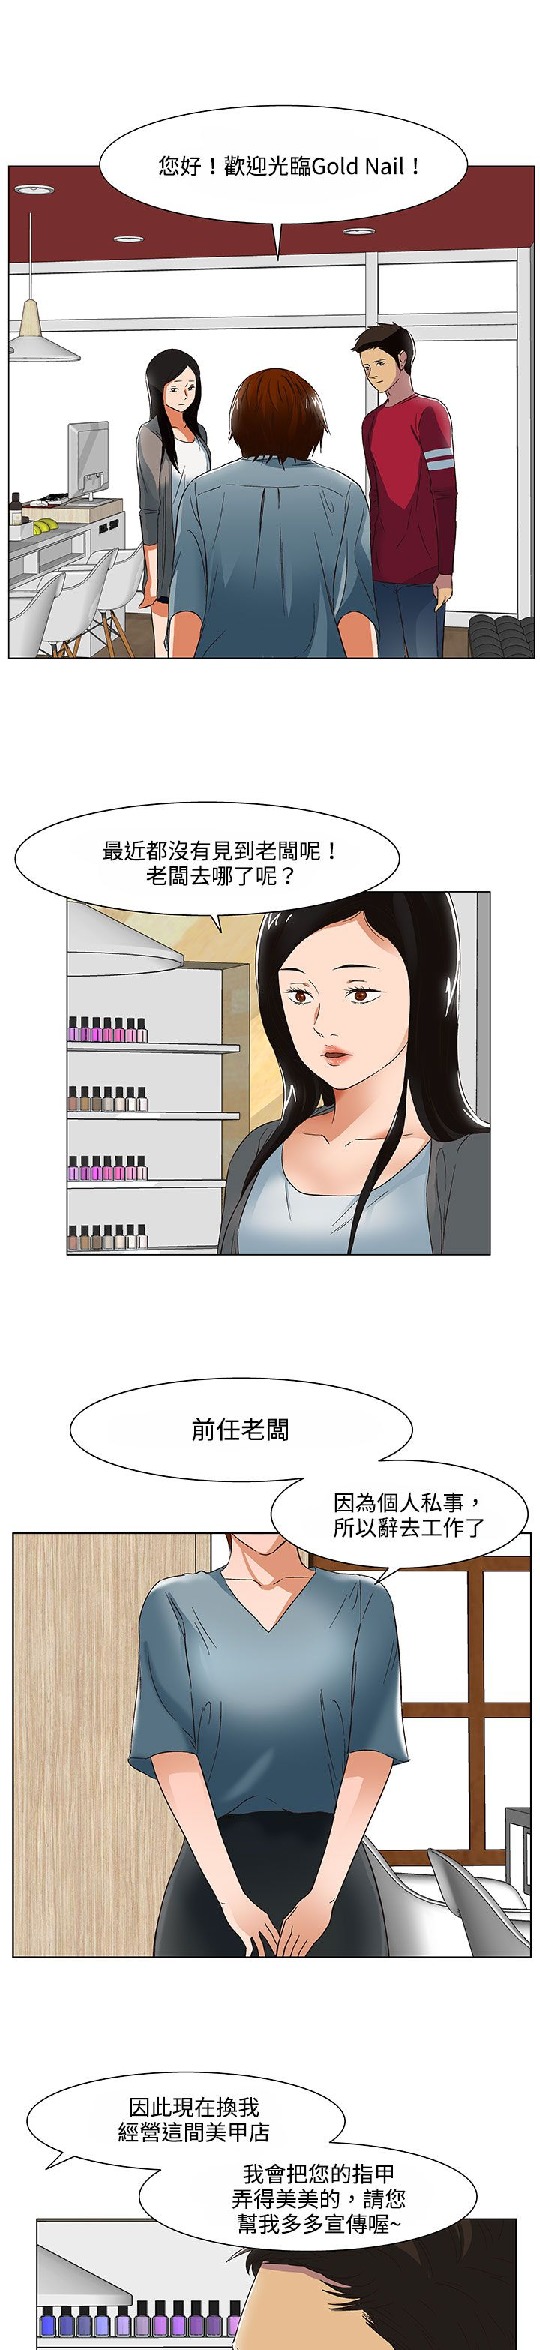 您好！歡迎光臨Gold Nail！
最近都沒有見到老闆呢！
老闆去哪了呢？
前任老闆
因為個人私事，
所以辭去工作了
因此現在換我
經營這間美甲店
我會把您的指甲
弄得美美的，請您
幫我多多宣傳喔~